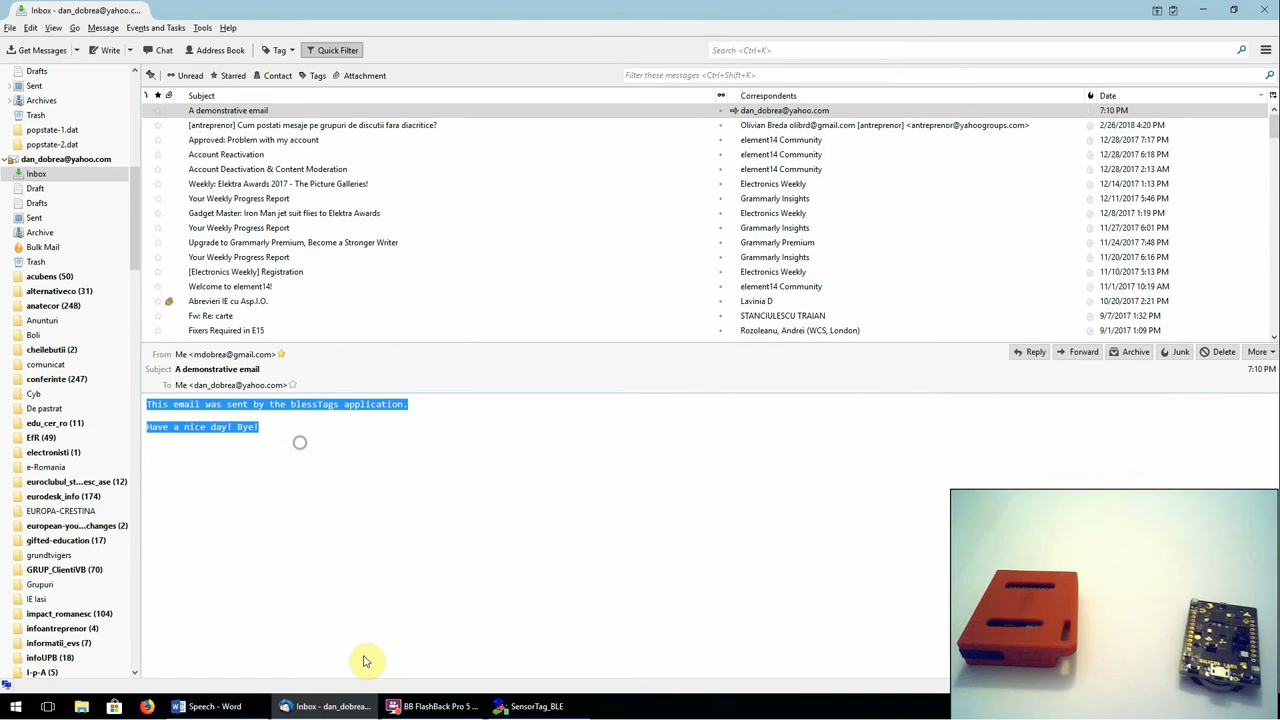 Inbox - dan_dobrea@yahoo.c...
File Edit View Go Message Events and Tasks Tools Help
Get Messages Write Chat Address Book Tag Quick Filter Search <Ctrl+K>
Unread Starred Contact Tags Attachment Filter these messages <Ctrl+Shift+K>
Subject Correspondents Date
A demonstrative email dan_dobrea@yahoo.com 7:10 PM
[antreprenor] Cum postati mesaje pe grupuri de discutii fara diacritice? Olivian Breda olibrd@gmail.com [antreprenor] <antreprenor@yahoogroups.com> 2/26/2018 4:20 PM
Approved: Problem with my account element14 Community 12/28/2017 7:17 PM
Account Reactivation element14 Community 12/28/2017 6:18 PM
Account Deactivation & Content Moderation element14 Community 12/28/2017 2:13 AM
Weekly: Elektra Awards 2017 - The Picture Galleries! Electronics Weekly 12/14/2017 1:13 PM
Your Weekly Progress Report Grammarly Insights 12/11/2017 5:46 PM
Gadget Master: Iron Man jet suit flies to Elektra Awards Electronics Weekly 12/8/2017 1:19 PM
Your Weekly Progress Report Grammarly Insights 11/27/2017 6:01 PM
Upgrade to Grammarly Premium, Become a Stronger Writer Grammarly Premium 11/24/2017 7:48 PM
Your Weekly Progress Report Grammarly Insights 11/20/2017 6:06 PM
[Electronics Weekly] Registration Electronics Weekly 11/10/2017 5:13 PM
Welcome to element14! element14 Community 11/1/2017 10:19 AM
Abrevieri IE cu Asp.I.O. Lavinia D 10/20/2017 2:21 PM
Fw: Re: carte STANCIULESCU TRAIAN 9/7/2017 1:32 PM
Fixers Required in E15 Rozoleanu, Andrei (WCS, London) 9/1/2017 1:09 PM
Drafts
Sent
Archives
Trash
popstate-1.dat
popstate-2.dat
dan_dobrea@yahoo.com
Inbox
Draft
Drafts
Sent
Archive
Bulk Mail
Trash
acubens (50)
alternativeco (31)
anatecor (248)
Anunturi
Boli
cheilebutii (2)
comunicat
conferinte (247)
Cyb
De pastrat
edu_cer_ro (11)
EfR (49)
electronisti (1)
e-Romania
euroclubul_st...esc_ase (12)
eurodesk_info (174)
EUROPA-CRESTINA
european-you...changes (2)
gifted-education (17)
grundtvigers
GRUP_ClientiVB (70)
Grupuri
IE Iasi
impact_romanesc (104)
infoantreprenor (4)
informatii_evs (7)
infoUPB (18)
I-p-A (5)
From Me <mdobrea@gmail.com> Reply Forward Archive Junk Delete More
Subject A demonstrative email 7:10 PM
To Me <dan_dobrea@yahoo.com>
This email was sent by the blessTags application.
Have a nice day! Bye!
Speech - Word Inbox - dan_dobrea... BB FlashBack Pro 5 ... SensorTag_BLE